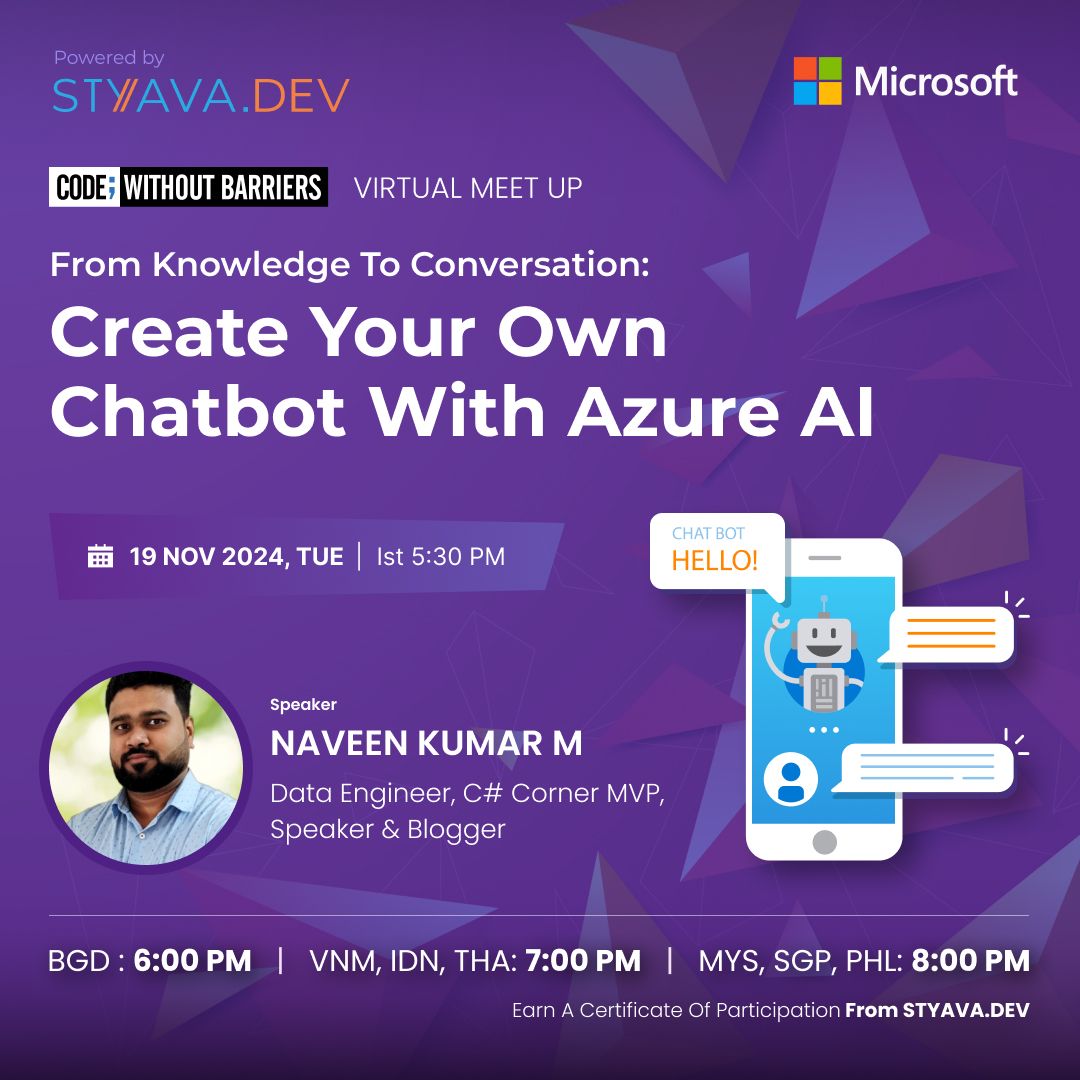 Powered by
STYAVA.DEV
Microsoft
CODE; WITHOUT BARRIERS
VIRTUAL MEET UP
From Knowledge To Conversation:
Create Your Own
Chatbot With Azure AI
19 NOV 2024, TUE | Ist 5:30 PM
CHAT BOT
HELLO!
Speaker
NAVEEN KUMAR M
Data Engineer, C# Corner MVP,
Speaker & Blogger
BGD : 6:00 PM | VNM, IDN, THA: 7:00 PM | MYS, SGP, PHL: 8:00 PM
Earn A Certificate Of Participation From STYAVA.DEV